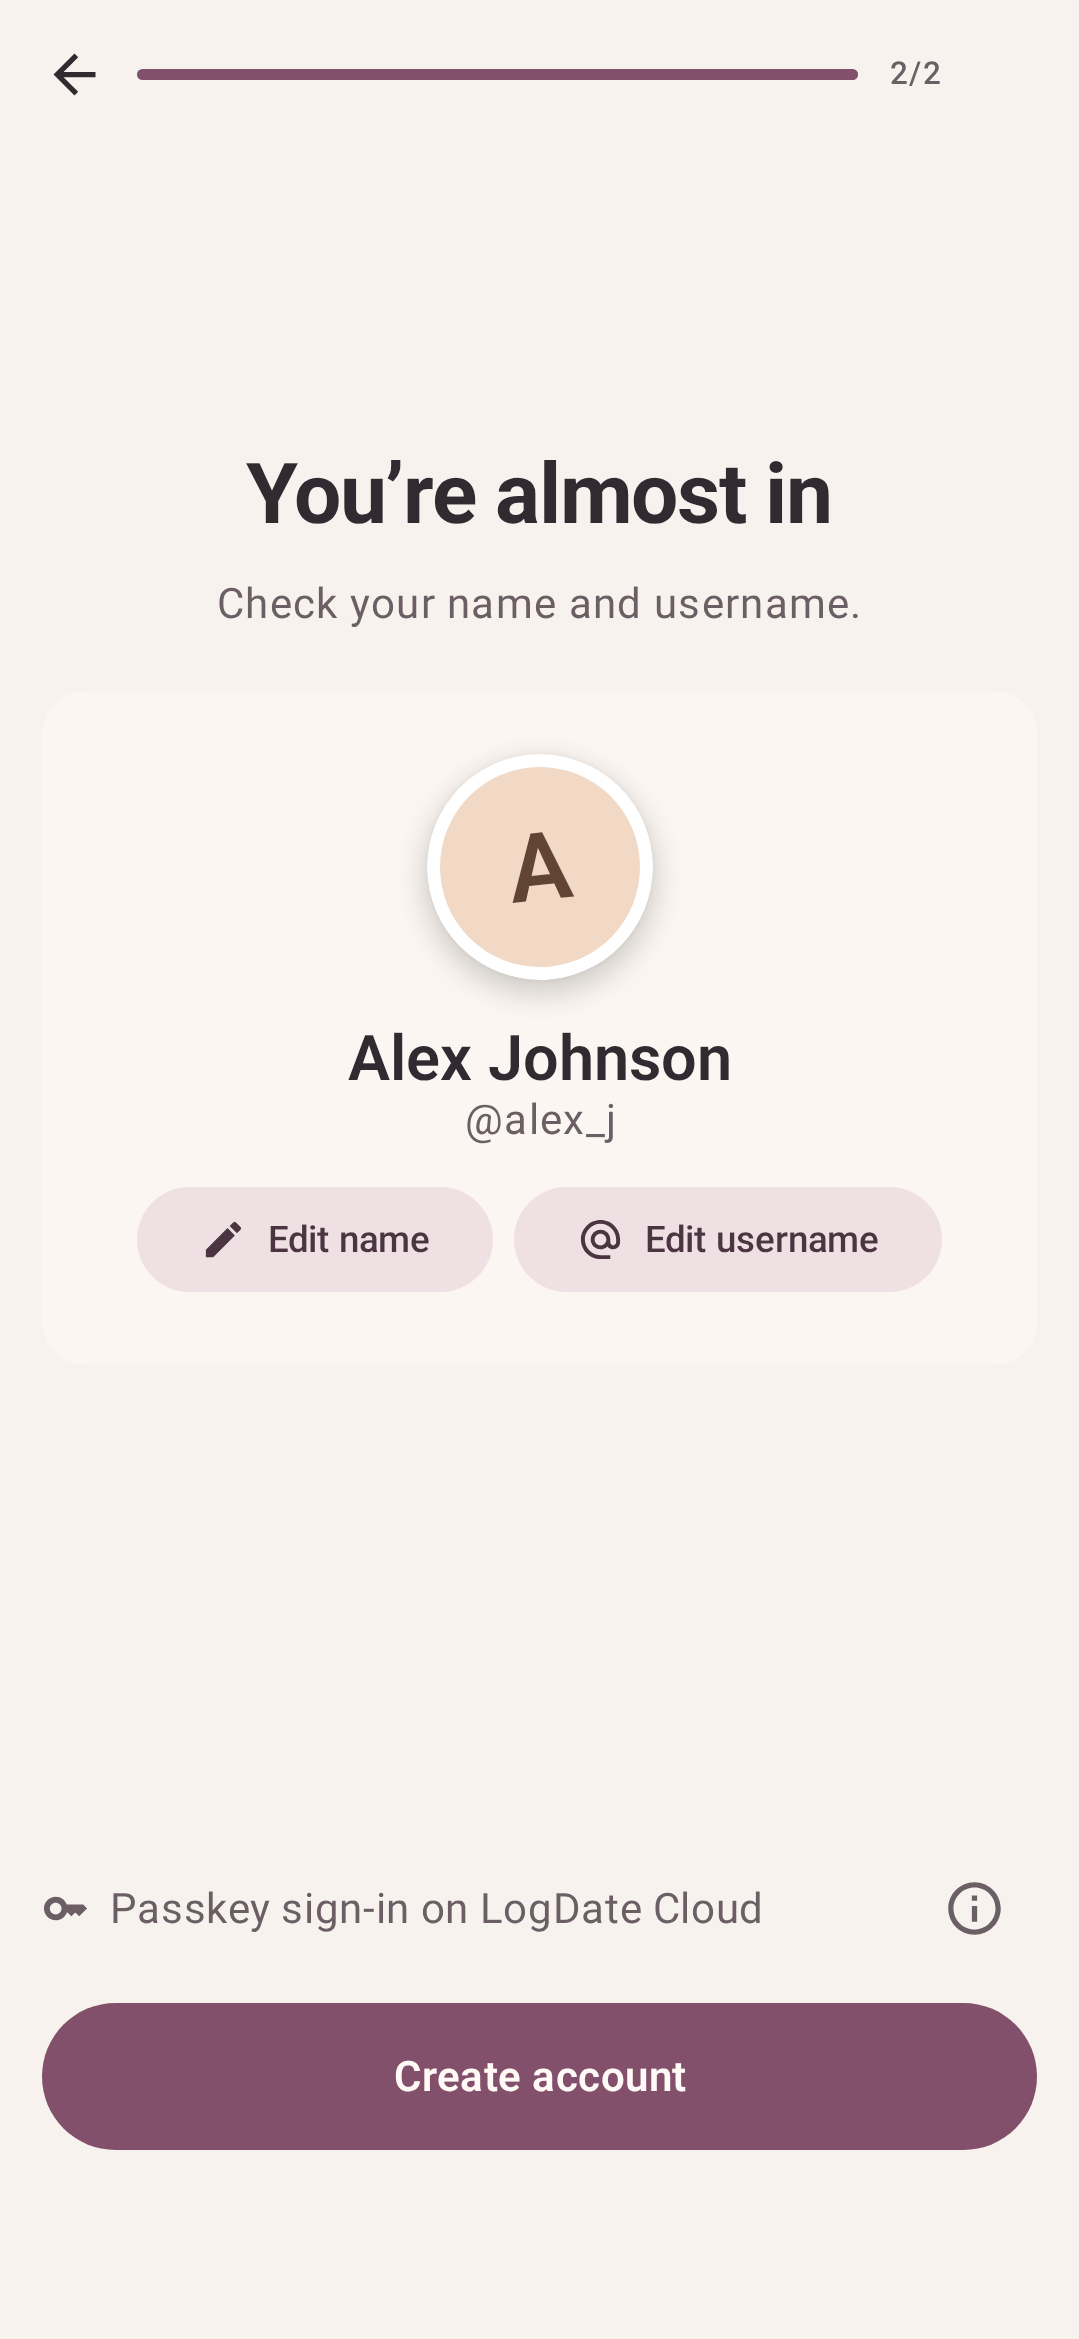 2/2
You’re almost in
Check your name and username.
A
Alex Johnson
@alex_j
Edit name
Edit username
Passkey sign-in on LogDate Cloud
Create account